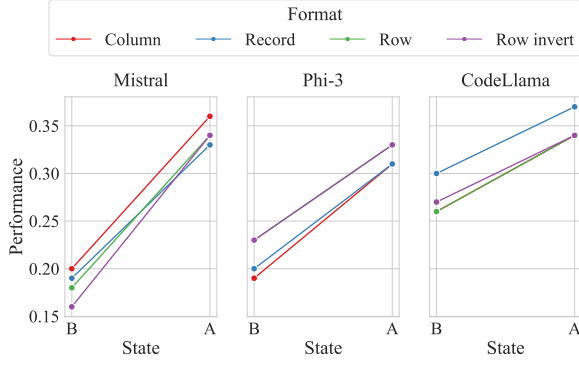 Format
Column Record Row Row invert
Mistral Phi-3 CodeLlama
Performance
0.35
0.30
0.25
0.20
0.15
B A B A B A
State State State